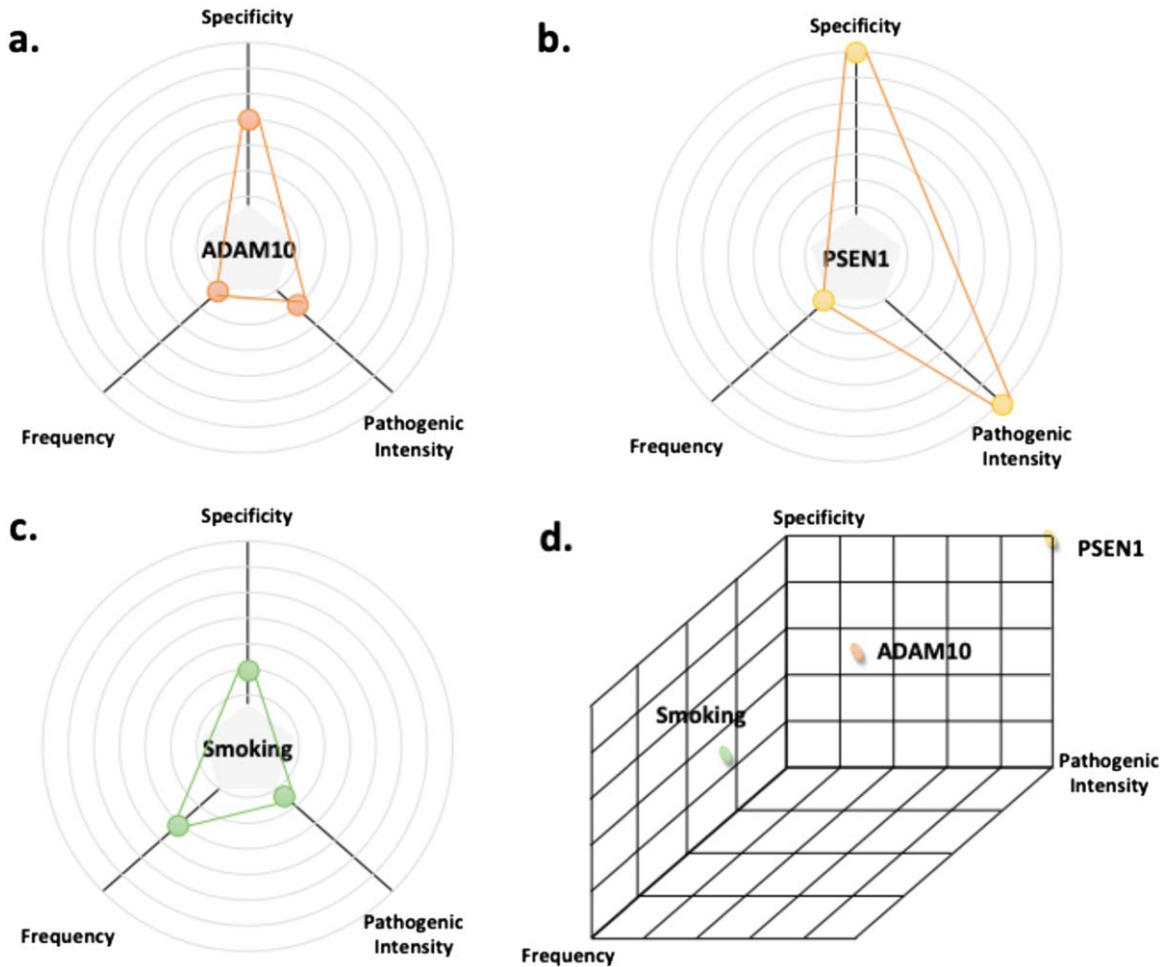 a.
Specificity
ADAM10
Frequency
Pathogenic
Intensity
b.
Specificity
PSEN1
Frequency
Pathogenic
Intensity
c.
Specificity
Smoking
Frequency
Pathogenic
Intensity
d.
Specificity
PSEN1
ADAM10
Smoking
Pathogenic
Intensity
Frequency